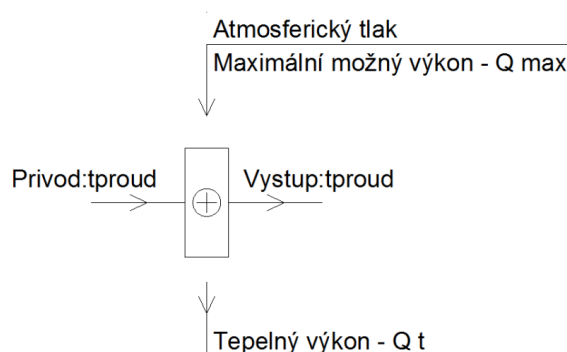 Atmosferický tlak
Maximální možný výkon - Q max
Privod:tproud
Vystup:tproud
Tepelný výkon - Q t